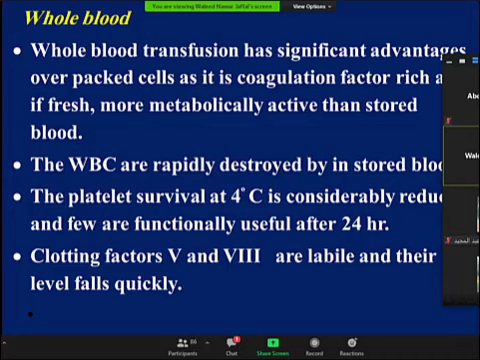 You are viewing Waleed Hassan Jaffal's screen
View Options
Whole blood
• Whole blood transfusion has significant advantages
over packed cells as it is coagulation factor rich a
if fresh, more metabolically active than stored
blood.
• The WBC are rapidly destroyed by in stored bloo
• The platelet survival at 4°C is considerably reduc
and few are functionally useful after 24 hr.
• Clotting factors V and VIII are labile and their
level falls quickly.
Participants
86
Chat
Share Screen
Record
Reactions